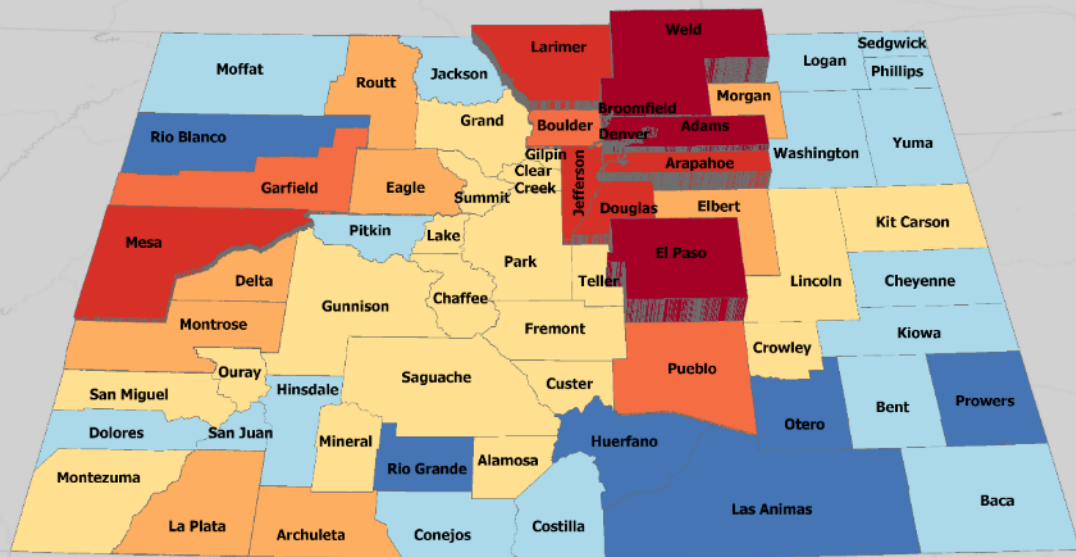 Weld
Larimer
Sedgwick
Logan
Moffat
Jackson
Phillips
Routt
Morgan
Broomfield
Grand
Boulder
Adams
Denver
Rio Blanco
Yuma
Washington
Gilpin
Arapahoe
Clear
Creek
Jefferson
Garfield
Eagle
Summit
Douglas
Elbert
Kit Carson
Pitkin
Lake
Mesa
El Paso
Park
Delta
Teller
Lincoln
Cheyenne
Chaffee
Gunnison
Montrose
Fremont
Kiowa
Crowley
Ouray
Pueblo
Saguache
Custer
Hinsdale
San Miguel
Prowers
Bent
Otero
Dolores
San Juan
Mineral
Huerfano
Alamosa
Rio Grande
Montezuma
Baca
Las Animas
La Plata
Archuleta
Conejos
Costilla